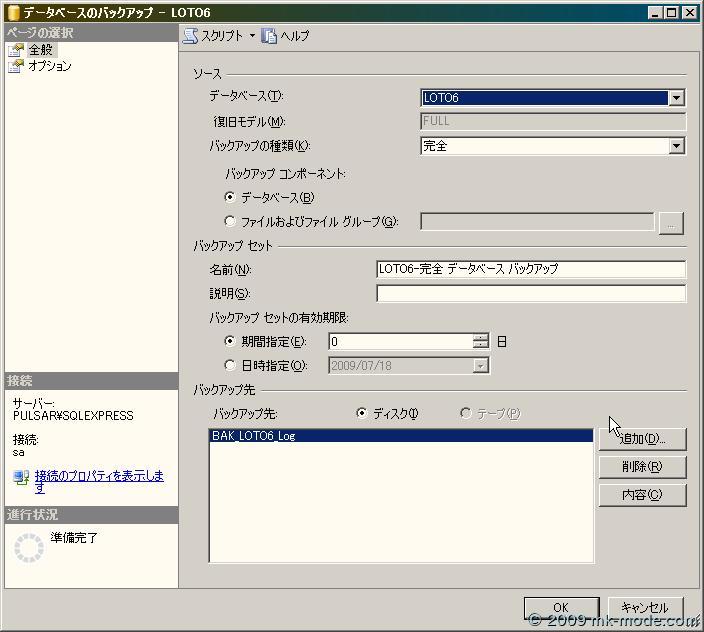 データベースのバックアップ - LOTO6
ページの選択
全般
オプション
スクリプト
ヘルプ
ソース
データベース(T):
LOTO6
復旧モデル(M):
FULL
バックアップの種類(K):
完全
バックアップ コンポーネント:
データベース(B)
ファイルおよびファイル グループ(G):
...
バックアップ セット
名前(N):
LOTO6-完全 データベース バックアップ
説明(S):
バックアップ セットの有効期限:
期間指定(E):
0
日
日時指定(O):
2009/07/18
バックアップ先
バックアップ先:
ディスク(I)
テープ(P)
BAK_LOTO6_Log
追加(D)...
削除(R)
内容(C)
接続
サーバー:
PULSAR¥SQLEXPRESS
接続:
sa
接続のプロパティを表示しま
す
進行状況
準備完了
OK
キャンセル
© 2009 mk-mode.com